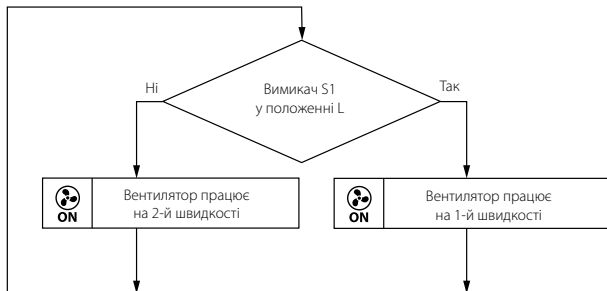 Вимикач S1
у положенні L
Ні
Так
Вентилятор працює
на 2-й швидкості
ON
Вентилятор працює
на 1-й швидкості
ON